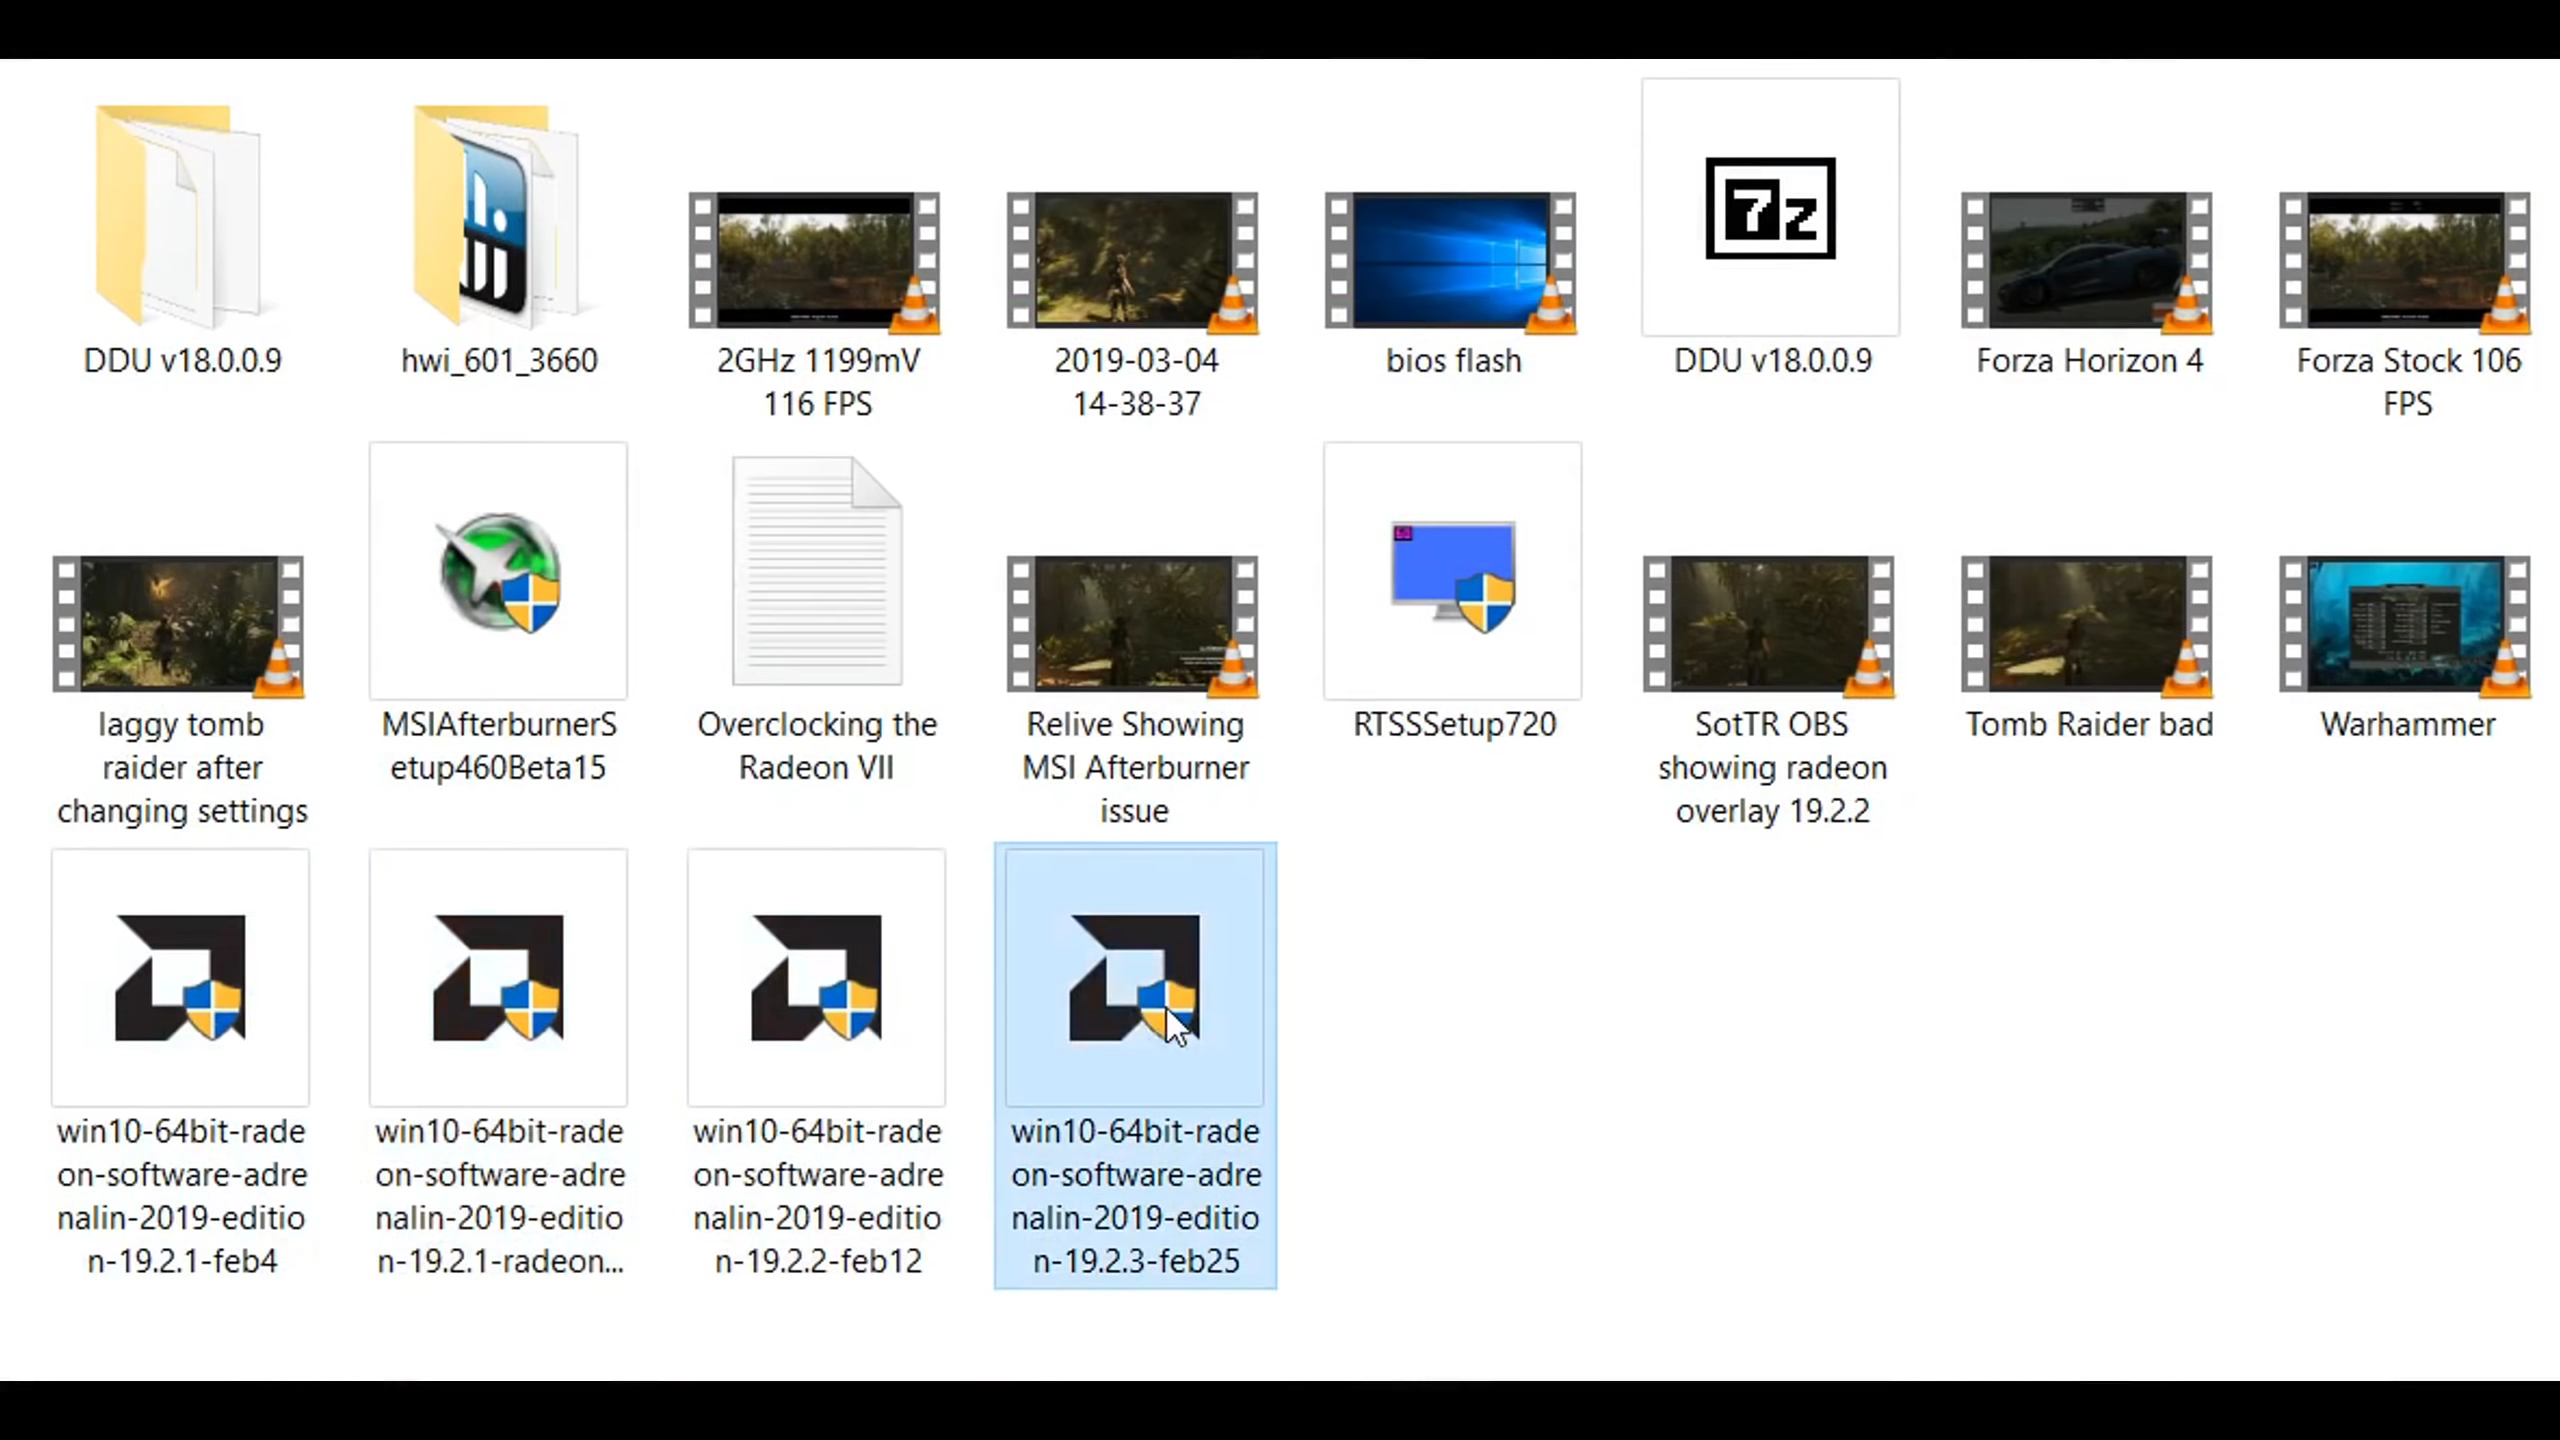 DDU v18.0.0.9
hwi_601_3660
2GHz 1199mV
116 FPS
2019-03-04
14-38-37
bios flash
7z
DDU v18.0.0.9
Forza Horizon 4
Forza Stock 106
FPS
laggy tomb
raider after
changing settings
MSIAfterburnerS
etup460Beta15
Overclocking the
Radeon VII
Relive Showing
MSI Afterburner
issue
60
RTSSSetup720
SotTR OBS
showing radeon
overlay 19.2.2
Tomb Raider bad
Warhammer
win10-64bit-rade
on-software-adre
nalin-2019-editio
n-19.2.1-feb4
win10-64bit-rade
on-software-adre
nalin-2019-editio
n-19.2.1-radeon...
win10-64bit-rade
on-software-adre
nalin-2019-editio
n-19.2.2-feb12
win10-64bit-rade
on-software-adre
nalin-2019-editio
n-19.2.3-feb25